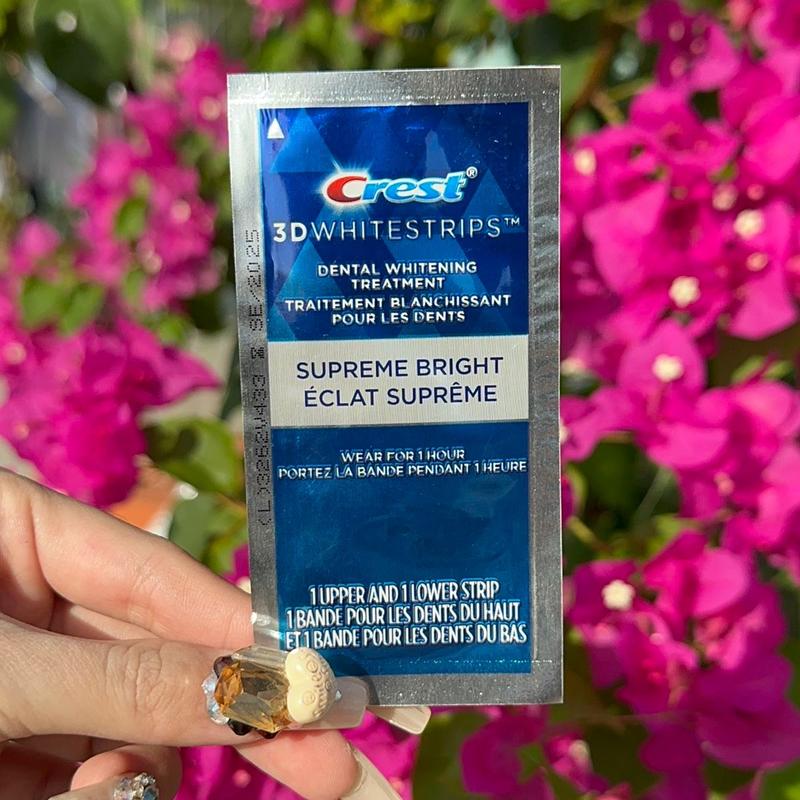 Crest®
3DWHITESTRIPS™
DENTAL WHITENING
TREATMENT
TRAITEMENT BLANCHISSANT
POUR LES DENTS
SUPREME BRIGHT
ÉCLAT SUPRÊME
WEAR FOR 1 HOUR
PORTEZ LA BANDE PENDANT 1 HEURE
1 UPPER AND 1 LOWER STRIP
1 BANDE POUR LES DENTS DU HAUT
ET 1 BANDE POUR LES DENTS DU BAS
SE/2025